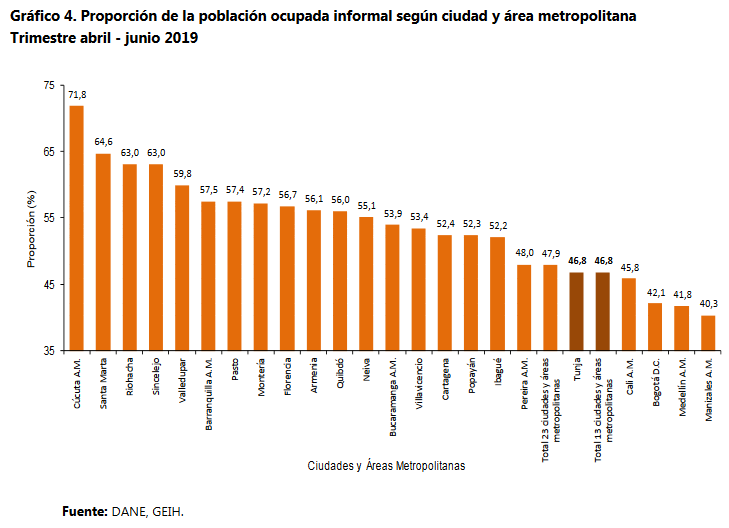 Gráfico 4. Proporción de la población ocupada informal según ciudad y área metropolitana
Trimestre abril - junio 2019
Proporción (%)
75
65
55
45
35
71,8
64,6
63,0
63,0
59,8
57,5
57,4
57,2
56,7
56,1
56,0
55,1
53,9
53,4
52,4
52,3
52,2
48,0
47,9
46,8
46,8
45,8
42,1
41,8
40,3
Cúcuta A.M.
Santa Marta
Riohacha
Sincelejo
Valledupar
Barranquilla A.M.
Pasto
Montería
Florencia
Armenia
Quibdó
Neiva
Bucaramanga A.M.
Villavicencio
Cartagena
Popayán
Ibagué
Pereira A.M.
Total 23 ciudades y áreas
metropolitanas
Tunja
Total 13 ciudades y áreas
metropolitanas
Cali A.M.
Bogotá D.C.
Medellín A.M.
Manizales A.M.
Ciudades y Áreas Metropolitanas
Fuente: DANE, GEIH.